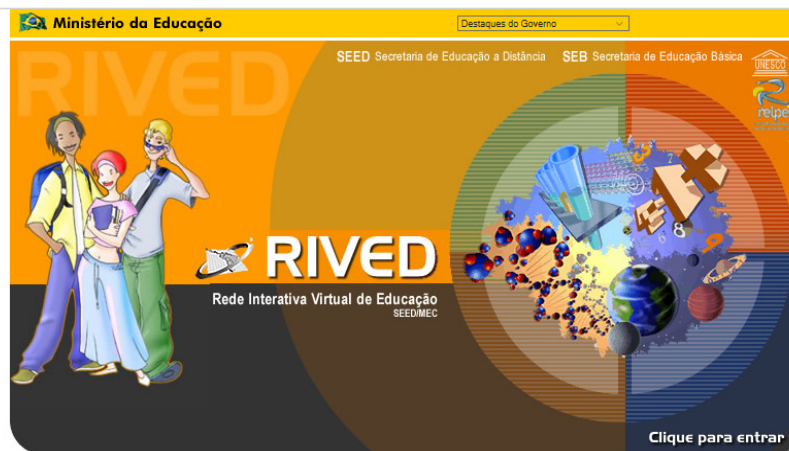 Ministério da Educação
Destaques do Governo
RIVED
SEED Secretaria de Educação a Distância SEB Secretaria de Educação Básica
UNESCO
relpe
RIVED
Rede Interativa Virtual de Educação
SEED/MEC
Clique para entrar